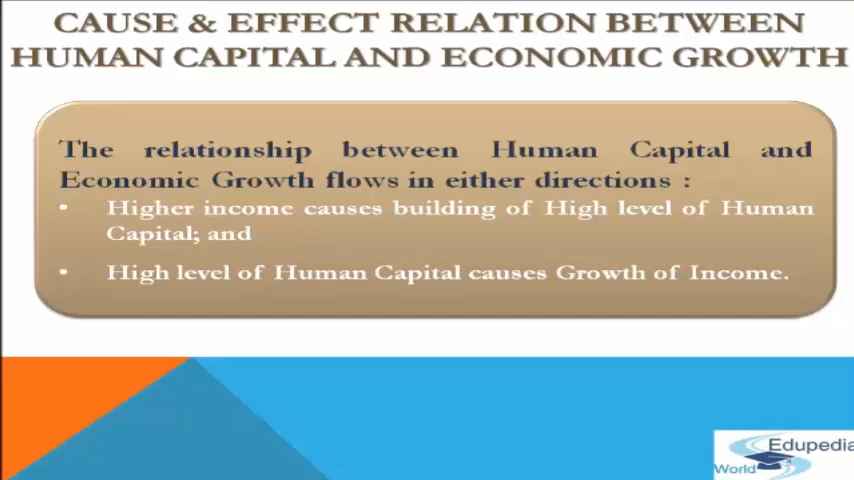 CAUSE & EFFECT RELATION BETWEEN
HUMAN CAPITAL AND ECONOMIC GROWTH
The relationship between Human Capital and
Economic Growth flows in either directions :
• Higher income causes building of High level of Human
Capital; and
• High level of Human Capital causes Growth of Income.
Edupedia
World